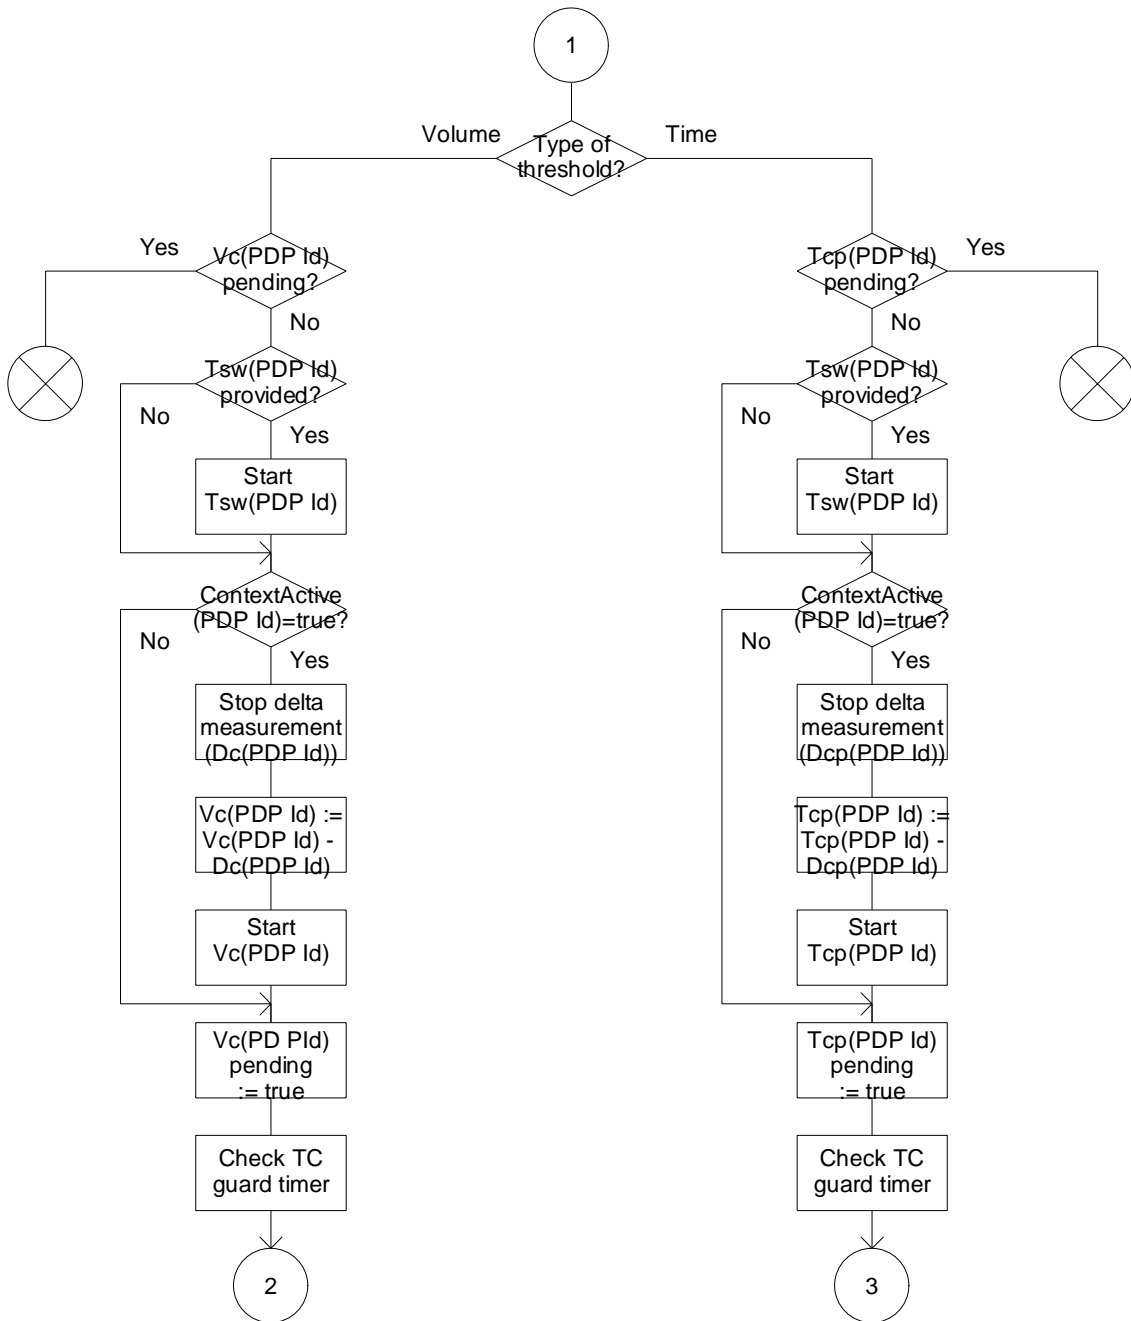 1
Volume
Type of
threshold?
Time
Yes
Vc(PDP Id)
pending?
No
Tcp(PDP Id)
pending?
Yes
No
Tsw(PDP Id)
provided?
No
Yes
Tsw(PDP Id)
provided?
No
Yes
Start
Tsw(PDP Id)
Start
Tsw(PDP Id)
ContextActive
(PDP Id)=true?
No
Yes
ContextActive
(PDP Id)=true?
No
Yes
Stop delta
measurement
(Dc(PDP Id))
Stop delta
measurement
(Dcp(PDP Id))
Vc(PDP Id) :=
Vc(PDP Id) -
Dc(PDP Id)
Tcp(PDP Id) :=
Tcp(PDP Id) -
Dcp(PDP Id)
Start
Vc(PDP Id)
Start
Tcp(PDP Id)
Vc(PD PId)
pending
:= true
Tcp(PDP Id)
pending
:= true
Check TC
guard timer
Check TC
guard timer
2
3